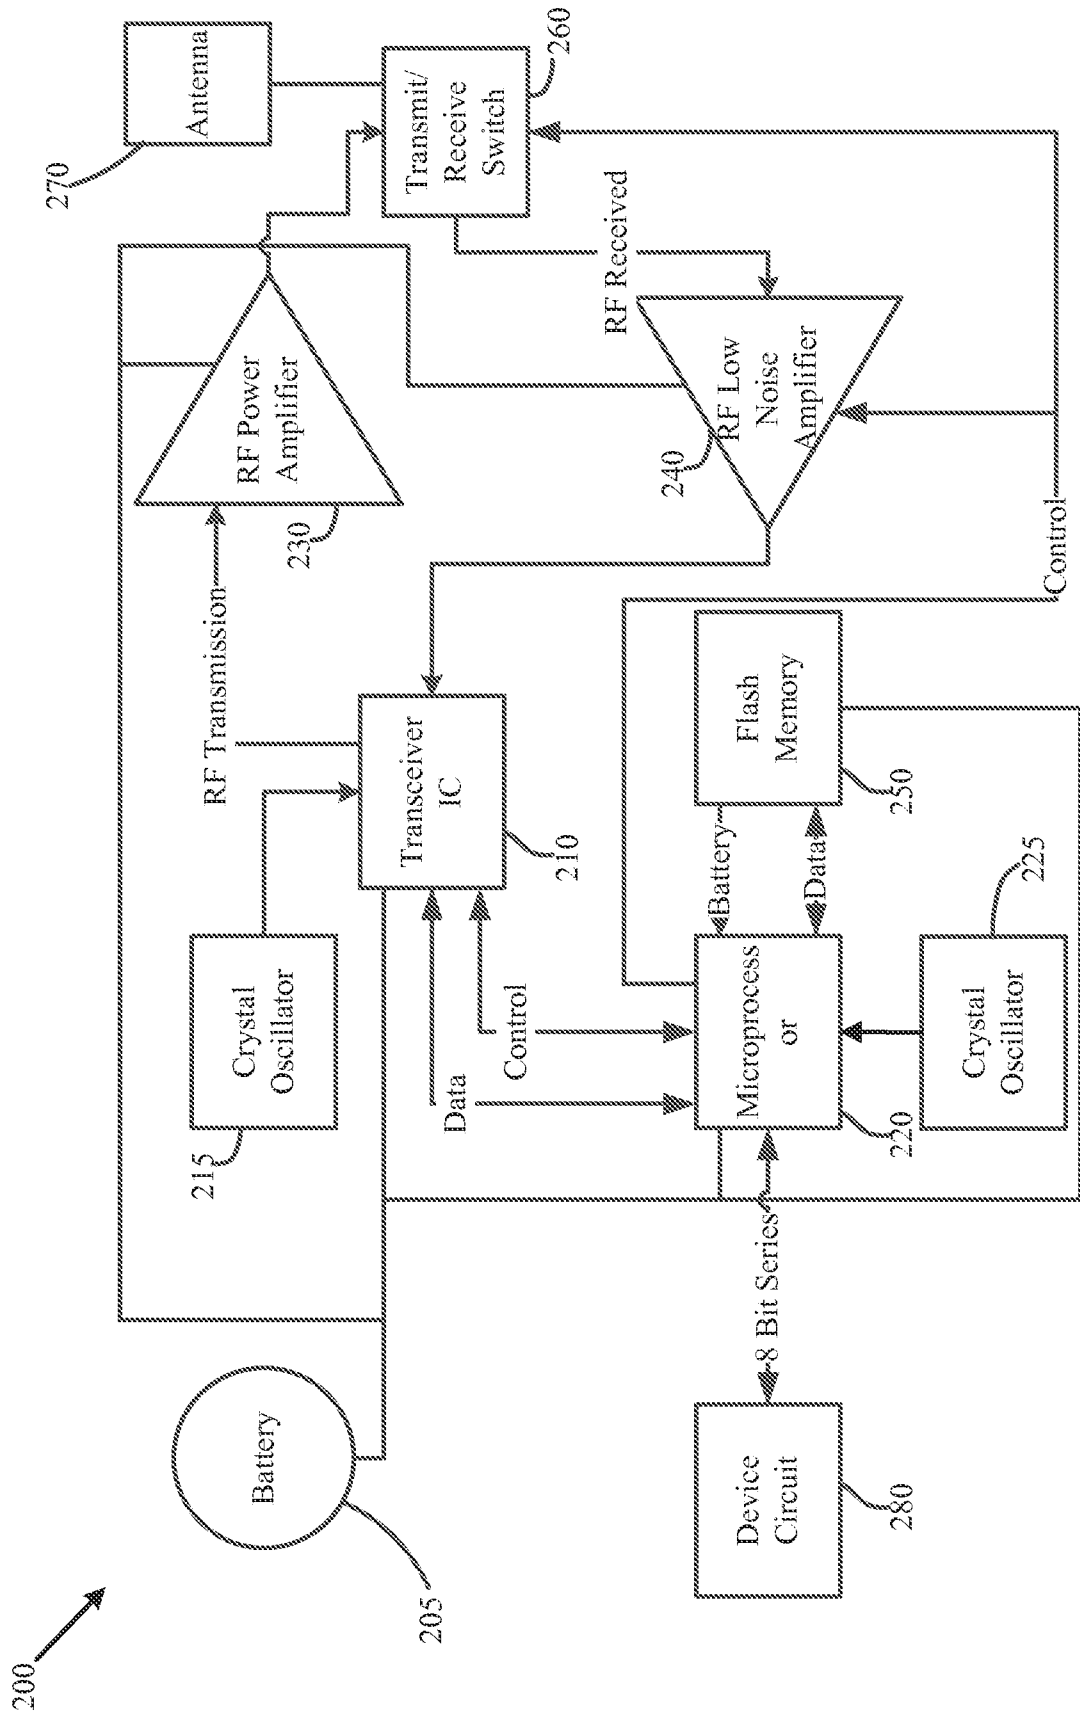 200
Battery
205
Crystal
Oscillator
215
RF Transmission
RF Power
Amplifier
230
Antenna
270
Transmit/
Receive
Switch
260
Transceiver
IC
210
Data
Control
RF Received
RF Low
Noise
Amplifier
240
Device
Circuit
280
8 Bit Series
Microprocess
or
220
Battery
Data
Flash
Memory
250
Crystal
Oscillator
225
Control